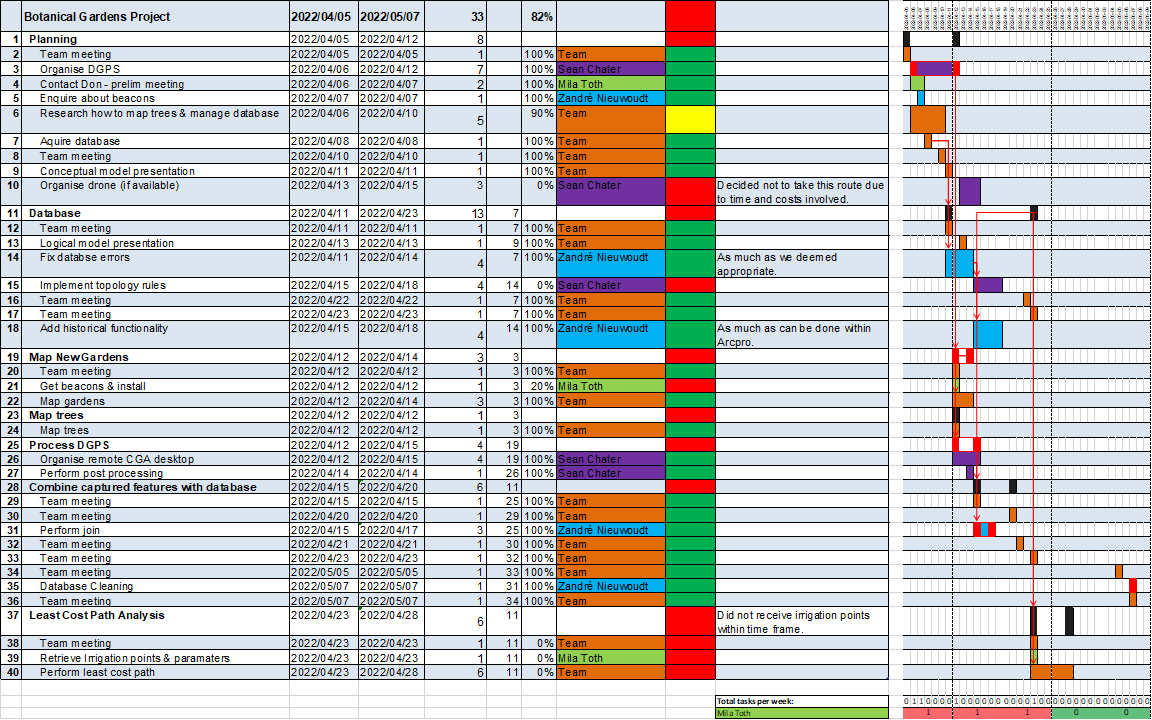 Botanical Gardens Project 2022/04/05 2022/05/07 33 82%
1 Planning 2022/04/05 2022/04/12 8
2 Team meeting 2022/04/05 2022/04/05 1 100% Team
3 Organise DGPS 2022/04/06 2022/04/12 7 100% Sean Chater
4 Contact Don - prelim meeting 2022/04/06 2022/04/07 2 100% Mila Toth
5 Enquire about beacons 2022/04/07 2022/04/07 1 100% Zandré Nieuwoudt
6 Research how to map trees & manage database 2022/04/06 2022/04/10 5 90% Team
7 Aquire database 2022/04/08 2022/04/08 1 100% Team
8 Team meeting 2022/04/10 2022/04/10 1 100% Team
9 Conceptual model presentation 2022/04/11 2022/04/11 1 100% Team
10 Organise drone (if available) 2022/04/13 2022/04/15 3 0% Sean Chater Decided not to take this route due
to time and costs involved.
11 Database 2022/04/11 2022/04/23 13 7
12 Team meeting 2022/04/11 2022/04/11 1 7 100% Team
13 Logical model presentation 2022/04/13 2022/04/13 1 9 100% Team
14 Fix databse errors 2022/04/11 2022/04/14 4 7 100% Zandré Nieuwoudt As much as we deemed
appropriate.
15 Implement topology rules 2022/04/15 2022/04/18 4 14 0% Sean Chater
16 Team meeting 2022/04/22 2022/04/22 1 7 100% Team
17 Team meeting 2022/04/23 2022/04/23 1 7 100% Team
18 Add historical functionality 2022/04/15 2022/04/18 4 14 100% Zandré Nieuwoudt As much as can be done within
Arcpro.
19 Map New Gardens 2022/04/12 2022/04/14 3 3
20 Team meeting 2022/04/12 2022/04/12 1 3 100% Team
21 Get beacons & install 2022/04/12 2022/04/12 1 3 20% Mila Toth
22 Map gardens 2022/04/12 2022/04/14 3 3 100% Team
23 Map trees 2022/04/12 2022/04/12 1 3
24 Map trees 2022/04/12 2022/04/12 1 3 100% Team
25 Process DGPS 2022/04/12 2022/04/15 4 19
26 Organise remote CGA desktop 2022/04/12 2022/04/15 4 19 100% Sean Chater
27 Perform post processing 2022/04/14 2022/04/14 1 26 100% Sean Chater
28 Combine captured features with database 2022/04/15 2022/04/20 6 11
29 Team meeting 2022/04/15 2022/04/15 1 25 100% Team
30 Team meeting 2022/04/20 2022/04/20 1 29 100% Team
31 Perform join 2022/04/15 2022/04/17 3 25 100% Zandré Nieuwoudt
32 Team meeting 2022/04/21 2022/04/21 1 30 100% Team
33 Team meeting 2022/04/23 2022/04/23 1 32 100% Team
34 Team meeting 2022/05/05 2022/05/05 1 33 100% Team
35 Database Cleaning 2022/05/07 2022/05/07 1 31 100% Zandré Nieuwoudt
36 Team meeting 2022/05/07 2022/05/07 1 34 100% Team
37 Least Cost Path Analysis 2022/04/23 2022/04/28 6 11 Did not receive irrigation points
within time frame.
38 Team meeting 2022/04/23 2022/04/23 1 11 0% Team
39 Retrieve Irrigation points & paramaters 2022/04/23 2022/04/23 1 11 0% Mila Toth
40 Perform least cost path 2022/04/23 2022/04/28 6 11 0% Team
Total tasks per week: 0 1 1 0 0 0 0 1 0 0 0 0 0 0 0 0 0 0 1 0 0
Mila Toth 1 1 1 0 0